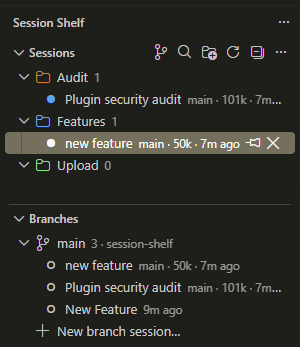 Session Shelf
Sessions
Audit 1
Plugin security audit main · 101k · 7m...
Features 1
new feature main · 50k · 7m ago
Upload 0
Branches
main 3 · session-shelf
new feature main · 50k · 7m ago
Plugin security audit main · 101k · 7m...
New Feature 9m ago
New branch session...